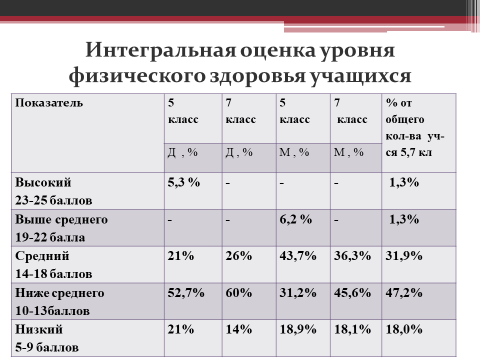 Интегральная оценка уровня
физического здоровья учащихся
Показатель
5
класс
7
класс
5
класс
7
класс
% от
общего
кол-ва уч-
ся 5,7 кл
Д , %
Д , %
М , %
М , %
Высокий
23-25 баллов
5,3 %
-
-
-
1,3%
Выше среднего
19-22 балла
-
-
6,2 %
-
1,3%
Средний
14-18 баллов
21%
26%
43,7%
36,3%
31,9%
Ниже среднего
10-13баллов
52,7%
60%
31,2%
45,6%
47,2%
Низкий
5-9 баллов
21%
14%
18,9%
18,1%
18,0%